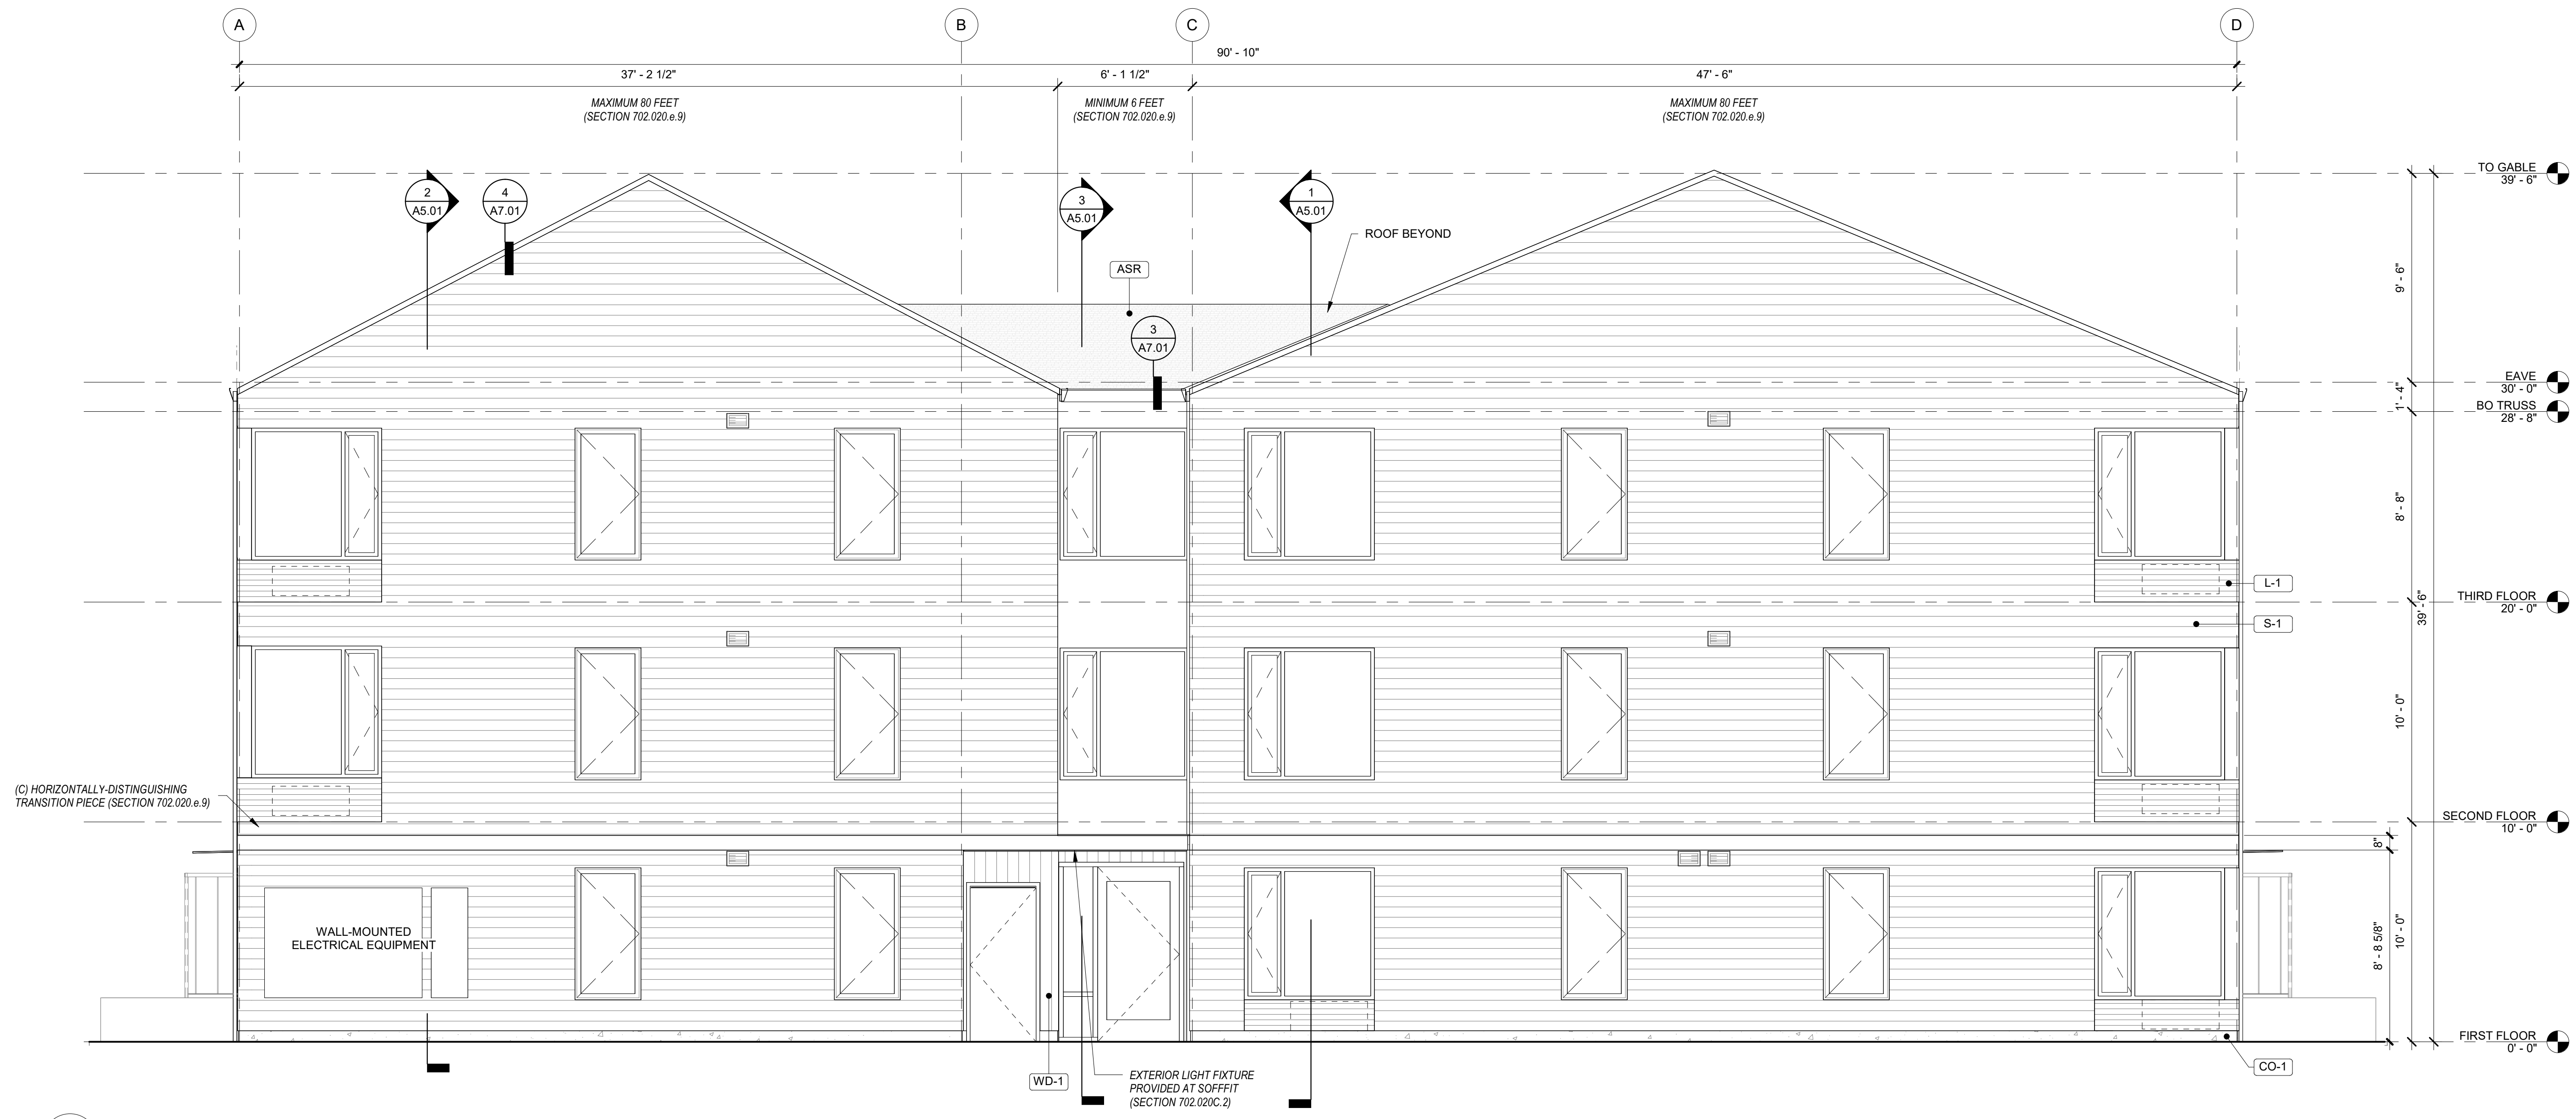 A
B
C
D
90' - 10"
37' - 2 1/2"
6' - 1 1/2"
47' - 6"
MAXIMUM 80 FEET
(SECTION 702.020.e.9)
MINIMUM 6 FEET
(SECTION 702.020.e.9)
MAXIMUM 80 FEET
(SECTION 702.020.e.9)
TO GABLE
39' - 6"
2
A5.01
4
A7.01
3
A5.01
1
A5.01
ROOF BEYOND
ASR
3
A7.01
9' - 6"
EAVE
30' - 0"
1' - 4"
BO TRUSS
28' - 8"
8' - 8"
L-1
THIRD FLOOR
20' - 0"
39' - 6"
S-1
10' - 0"
(C) HORIZONTALLY-DISTINGUISHING
TRANSITION PIECE (SECTION 702.020.e.9)
SECOND FLOOR
10' - 0"
8"
WALL-MOUNTED
ELECTRICAL EQUIPMENT
8' - 8 5/8"
10' - 0"
FIRST FLOOR
0' - 0"
CO-1
WD-1
EXTERIOR LIGHT FIXTURE
PROVIDED AT SOFFFIT
(SECTION 702.020C.2)